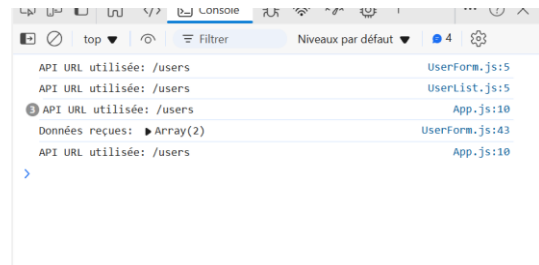 Console
top ▼ Filtrer Niveaux par défaut ▼ 4
API URL utilisée: /users UserForm.js:5
API URL utilisée: /users UserList.js:5
3 API URL utilisée: /users App.js:10
Données reçues: ▶Array(2) UserForm.js:43
API URL utilisée: /users App.js:10